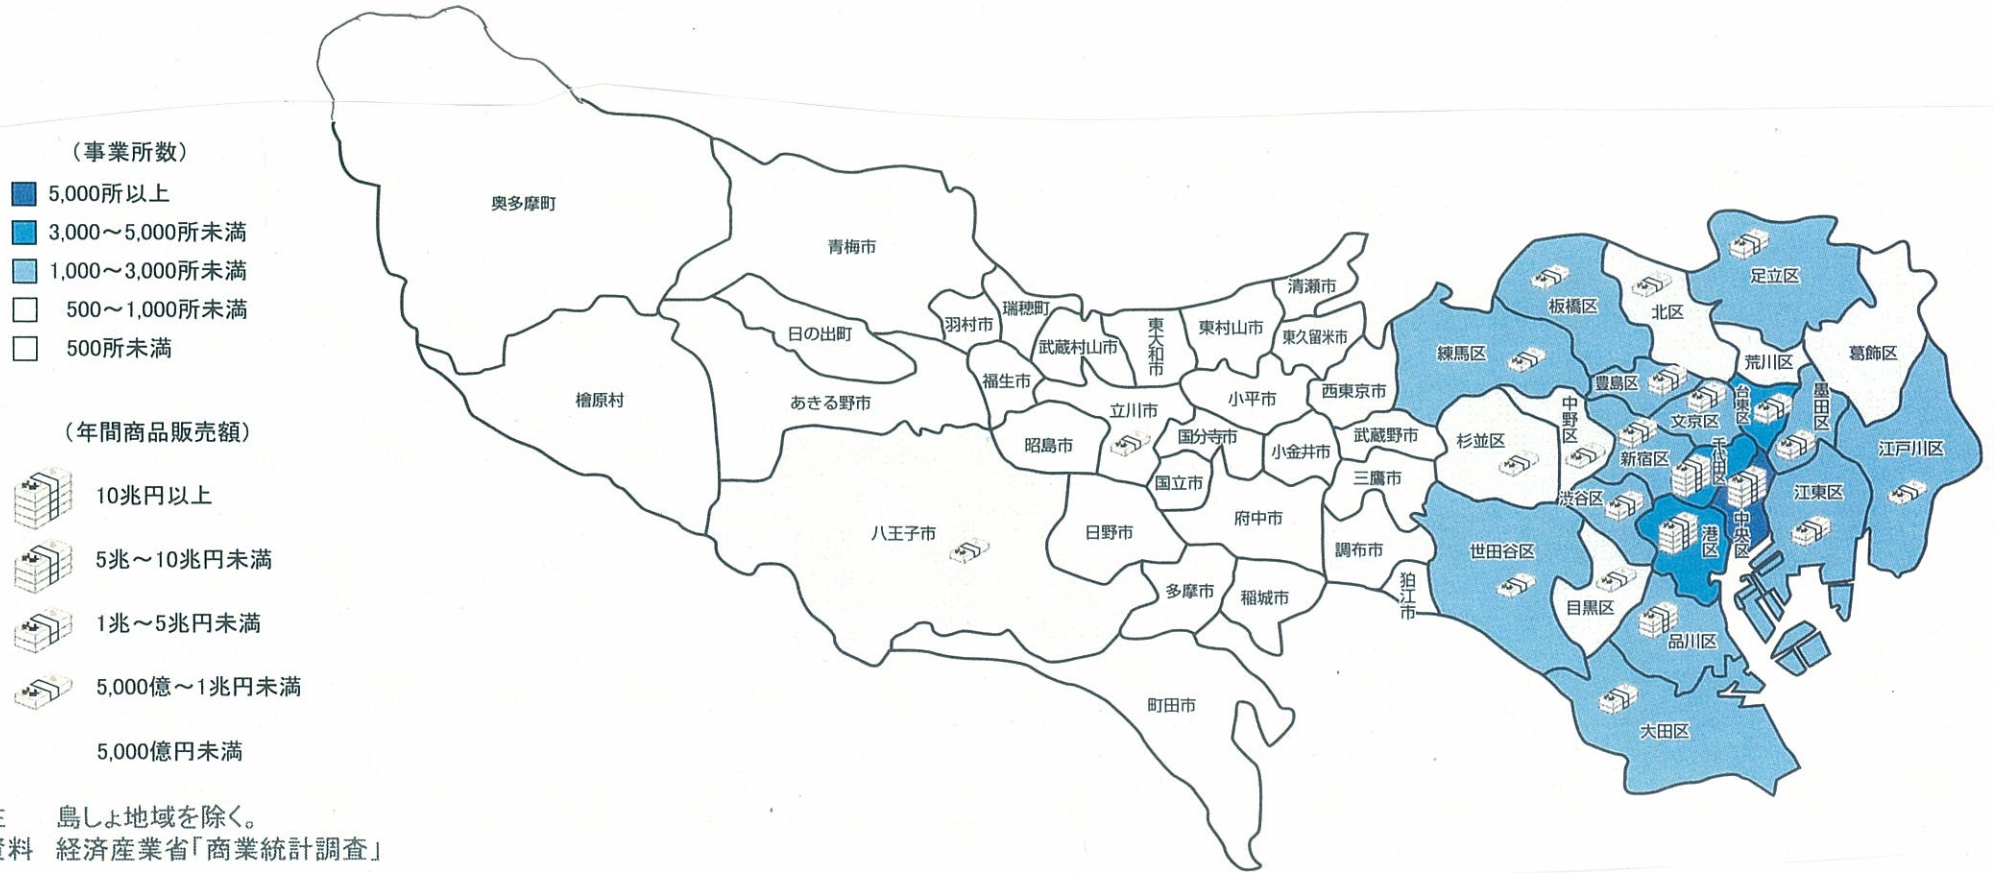 （事業所数）
5,000所以上
3,000～5,000所未満
1,000～3,000所未満
500～1,000所未満
500所未満
（年間商品販売額）
10兆円以上
5兆～10兆円未満
1兆～5兆円未満
5,000億～1兆円未満
5,000億円未満
島しょ地域を除く。
資料 経済産業省「商業統計調査」
奥多摩町
青梅市
日の出町
檜原村
あきる野市
羽村市
瑞穂町
武蔵村山市
福生市
東大和市
東村山市
清瀬市
東久留米市
昭島市
立川市
小平市
西東京市
国分寺市
小金井市
武蔵野市
国立市
三鷹市
八王子市
日野市
府中市
調布市
狛江市
多摩市
稲城市
町田市
練馬区
板橋区
北区
足立区
葛飾区
荒川区
豊島区
文京区
台東区
墨田区
江戸川区
杉並区
中野区
新宿区
千代田区
渋谷区
江東区
中央区
港区
世田谷区
目黒区
品川区
大田区